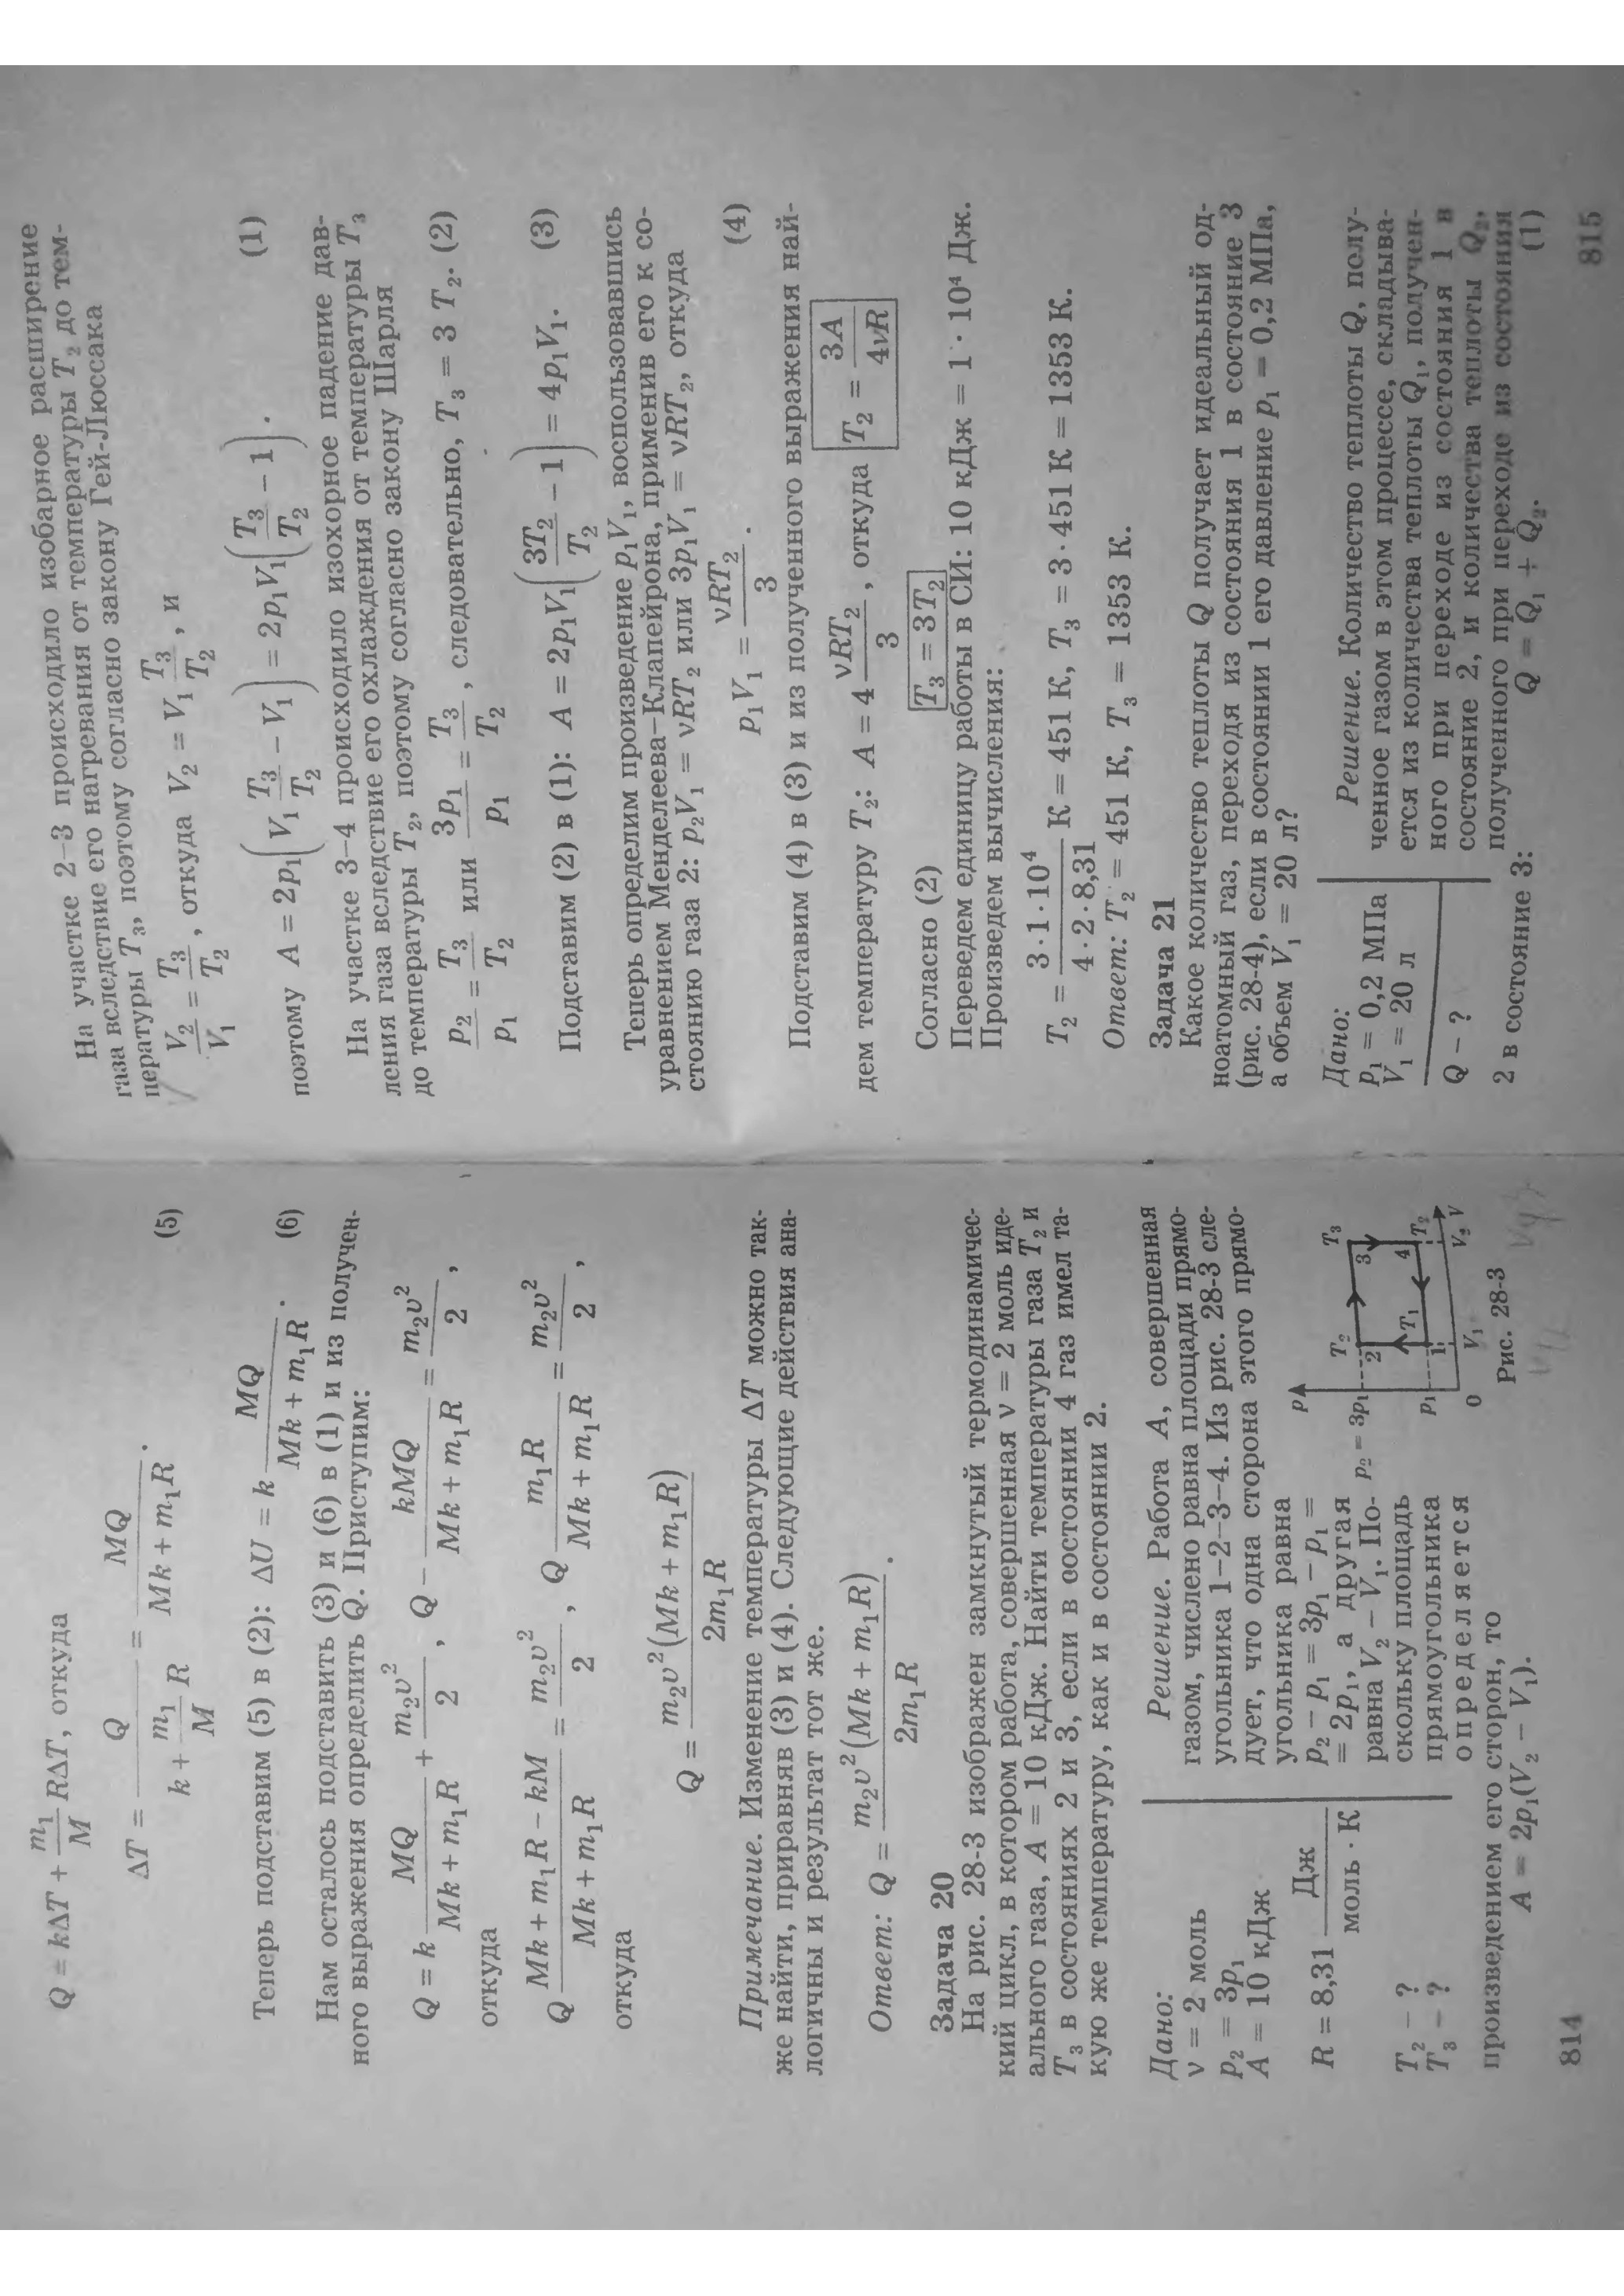 Q = kΔT + m₁/M RΔT, откуда
ΔT = Q / (k + m₁/M R) = MQ / (Mk + m₁R). (5)
Теперь подставим (5) в (2): ΔU = k MQ / (Mk + m₁R). (6)
Нам осталось подставить (3) и (6) в (1) и из получен-
ного выражения определить Q. Приступим:
Q = k MQ / (Mk + m₁R) + m₂υ²/2, Q – kMQ / (Mk + m₁R) = m₂υ²/2,
откуда
Q (Mk + m₁R – kM) / (Mk + m₁R) = m₂υ²/2, Q m₁R / (Mk + m₁R) = m₂υ²/2,
откуда
Q = m₂υ²(Mk + m₁R) / 2m₁R
Примечание. Изменение температуры ΔT можно так-
же найти, приравняв (3) и (4). Следующие действия ана-
логичны и результат тот же.
Ответ: Q = m₂υ²(Mk + m₁R) / 2m₁R.
Задача 20
На рис. 28-3 изображен замкнутый термодинамичес-
кий цикл, в котором работа, совершенная ν = 2 моль иде-
ального газа, A = 10 кДж. Найти температуры газа T₂ и
T₃ в состояниях 2 и 3, если в состоянии 4 газ имел та-
кую же температуру, как и в состоянии 2.
Дано:
ν = 2 моль
p₂ = 3p₁
A = 10 кДж
R = 8,31 Дж / моль · К
T₂ – ?
T₃ – ?
Решение. Работа A, совершенная
газом, численно равна площади прямо-
угольника 1–2–3–4. Из рис. 28-3 сле-
дует, что одна сторона этого прямо-
угольника равна
p₂ – p₁ = 3p₁ – p₁ =
= 2p₁, а другая
равна V₂ – V₁. По-
скольку площадь
прямоугольника
определяется
p
T₂ T₃
p₂ = 3p₁
2 3
T₁ 4
p₁ 1 T₂
0 V₁ V₂ V
Рис. 28-3
произведением его сторон, то
A = 2p₁(V₂ – V₁).
814
На участке 2–3 происходило изобарное расширение
газа вследствие его нагревания от температуры T₂ до тем-
пературы T₃, поэтому согласно закону Гей-Люссака
V₂/V₁ = T₃/T₂, откуда V₂ = V₁ T₃/T₂, и
поэтому A = 2p₁(V₁ T₃/T₂ – V₁) = 2p₁V₁(T₃/T₂ – 1). (1)
На участке 3–4 происходило изохорное падение дав-
ления газа вследствие его охлаждения от температуры T₃
до температуры T₂, поэтому согласно закону Шарля
p₂/p₁ = T₃/T₂ или 3p₁/p₁ = T₃/T₂, следовательно, T₃ = 3 T₂. (2)
Подставим (2) в (1): A = 2p₁V₁(3T₂/T₂ – 1) = 4p₁V₁. (3)
Теперь определим произведение p₁V₁, воспользовавшись
уравнением Менделеева–Клапейрона, применив его к со-
стоянию газа 2: p₂V₁ = νRT₂ или 3p₁V₁ = νRT₂, откуда
p₁V₁ = νRT₂/3. (4)
Подставим (4) в (3) и из полученного выражения най-
дем температуру T₂: A = 4 νRT₂/3, откуда T₂ = 3A/4νR
Согласно (2) T₃ = 3T₂
Переведем единицу работы в СИ: 10 кДж = 1 · 10⁴ Дж.
Произведем вычисления:
T₂ = 3·1·10⁴ / 4·2·8,31 К = 451 К, T₃ = 3·451 К = 1353 К.
Ответ: T₂ = 451 К, T₃ = 1353 К.
Задача 21
Какое количество теплоты Q получает идеальный од-
ноатомный газ, переходя из состояния 1 в состояние 3
(рис. 28-4), если в состоянии 1 его давление p₁ = 0,2 МПа,
а объем V₁ = 20 л?
Дано:
p₁ = 0,2 МПа
V₁ = 20 л
Q – ?
Решение. Количество теплоты Q, полу-
ченное газом в этом процессе, складыва-
ется из количества теплоты Q₁, получен-
ного при переходе из состояния 1 в
состояние 2, и количества теплоты Q₂,
полученного при переходе из состояния
2 в состояние 3: Q = Q₁ + Q₂. (1)
815